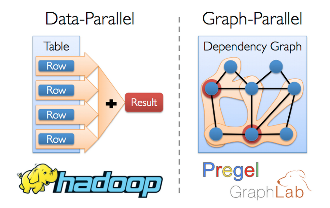 Data-Parallel
Table
Row
Row
Row
Row
+
Result
hadoop
Graph-Parallel
Dependency Graph
Pregel
GraphLab